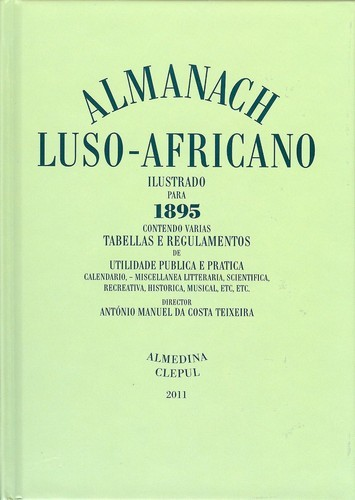 ALMANACH
LUSO-AFRICANO
ILUSTRADO
PARA
1895
CONTENDO VARIAS
TABELLAS E REGULAMENTOS
DE
UTILIDADE PUBLICA E PRATICA
CALENDARIO, – MISCELLANEA LITTERARIA, SCIENTIFICA,
RECREATIVA, HISTORICA, MUSICAL, ETC, ETC.
DIRECTOR
ANTÓNIO MANUEL DA COSTA TEIXEIRA
ALMEDINA
CLEPUL
2011